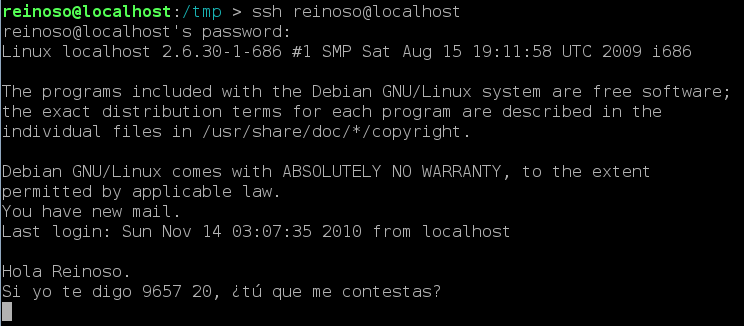 reinoso@localhost:/tmp > ssh reinoso@localhost
reinoso@localhost's password:
Linux localhost 2.6.30-1-686 #1 SMP Sat Aug 15 19:11:58 UTC 2009 i686
The programs included with the Debian GNU/Linux system are free software;
the exact distribution terms for each program are described in the
individual files in /usr/share/doc/*/copyright.
Debian GNU/Linux comes with ABSOLUTELY NO WARRANTY, to the extent
permitted by applicable law.
You have new mail.
Last login: Sun Nov 14 03:07:35 2010 from localhost
Hola Reinoso.
Si yo te digo 9657 20, ¿tú que me contestas?